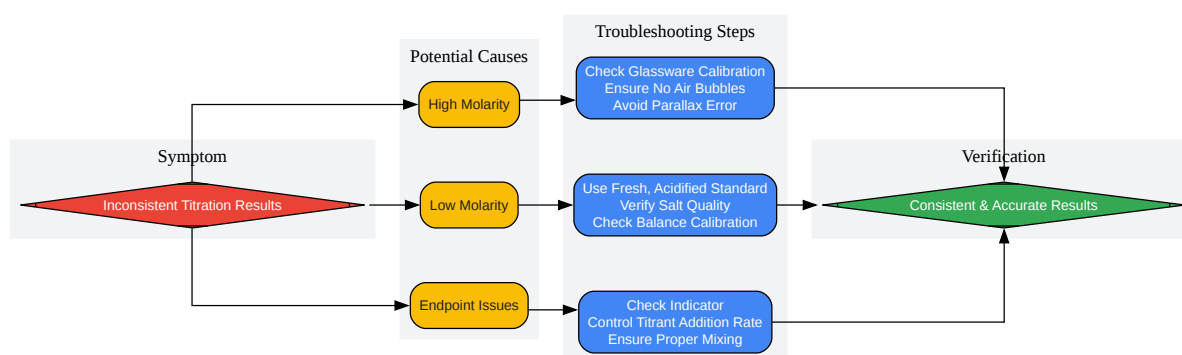 Symptom
Inconsistent Titration Results
Potential Causes
High Molarity
Low Molarity
Endpoint Issues
Troubleshooting Steps
Check Glassware Calibration
Ensure No Air Bubbles
Avoid Parallax Error
Use Fresh, Acidified Standard
Verify Salt Quality
Check Balance Calibration
Check Indicator
Control Titrant Addition Rate
Ensure Proper Mixing
Verification
Consistent & Accurate Results